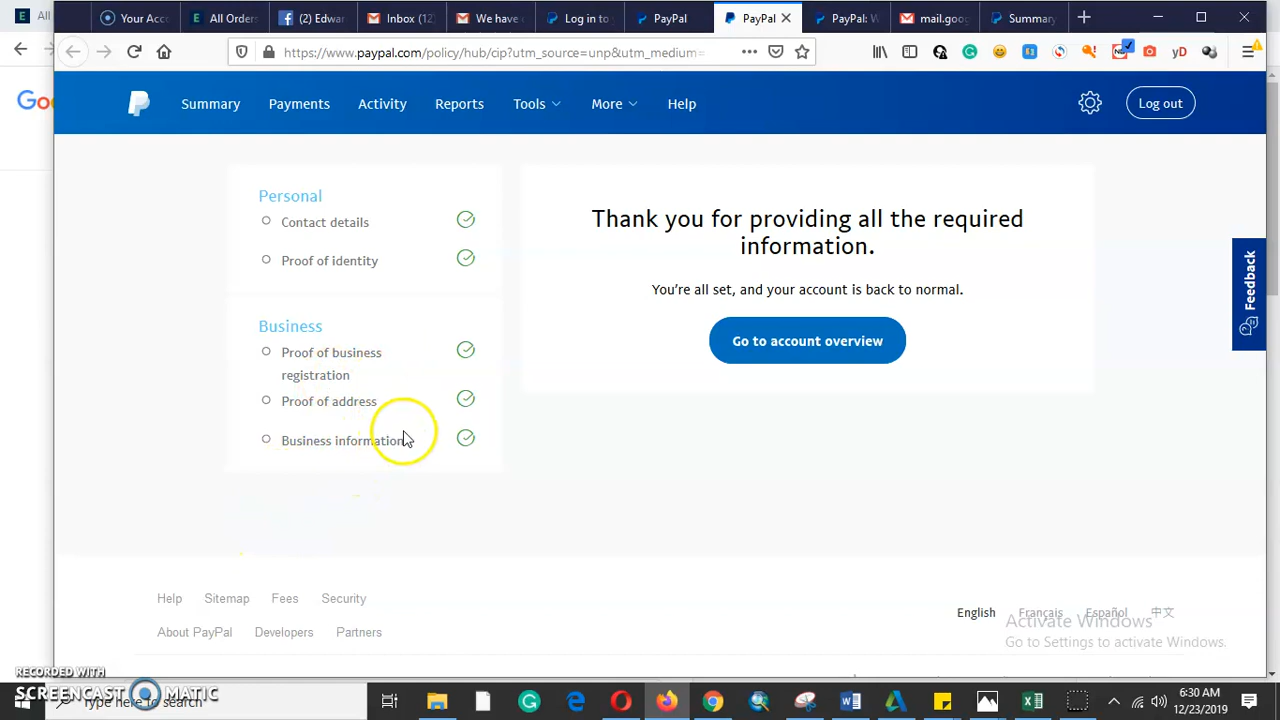 All
Your Acc
All Orders
(2) Edwar
Inbox (12
We have
Log in to
PayPal
PayPal
PayPal: W
mail.goog
Summary
https://www.paypal.com/policy/hub/cip?utm_source=unp&utm_medium=
yD
Goo
Summary
Payments
Activity
Reports
Tools
More
Help
Log out
Personal
Contact details
Proof of identity
Business
Proof of business
registration
Proof of address
Business information
Thank you for providing all the required
information.
You're all set, and your account is back to normal.
Go to account overview
Feedback
Help Sitemap Fees Security
About PayPal Developers Partners
English Français Español 中文
Activate Windows
Go to Settings to activate Windows.
RECORDED WITH
SCREENCAST MATIC
Type here to search
6:30 AM
12/23/2019